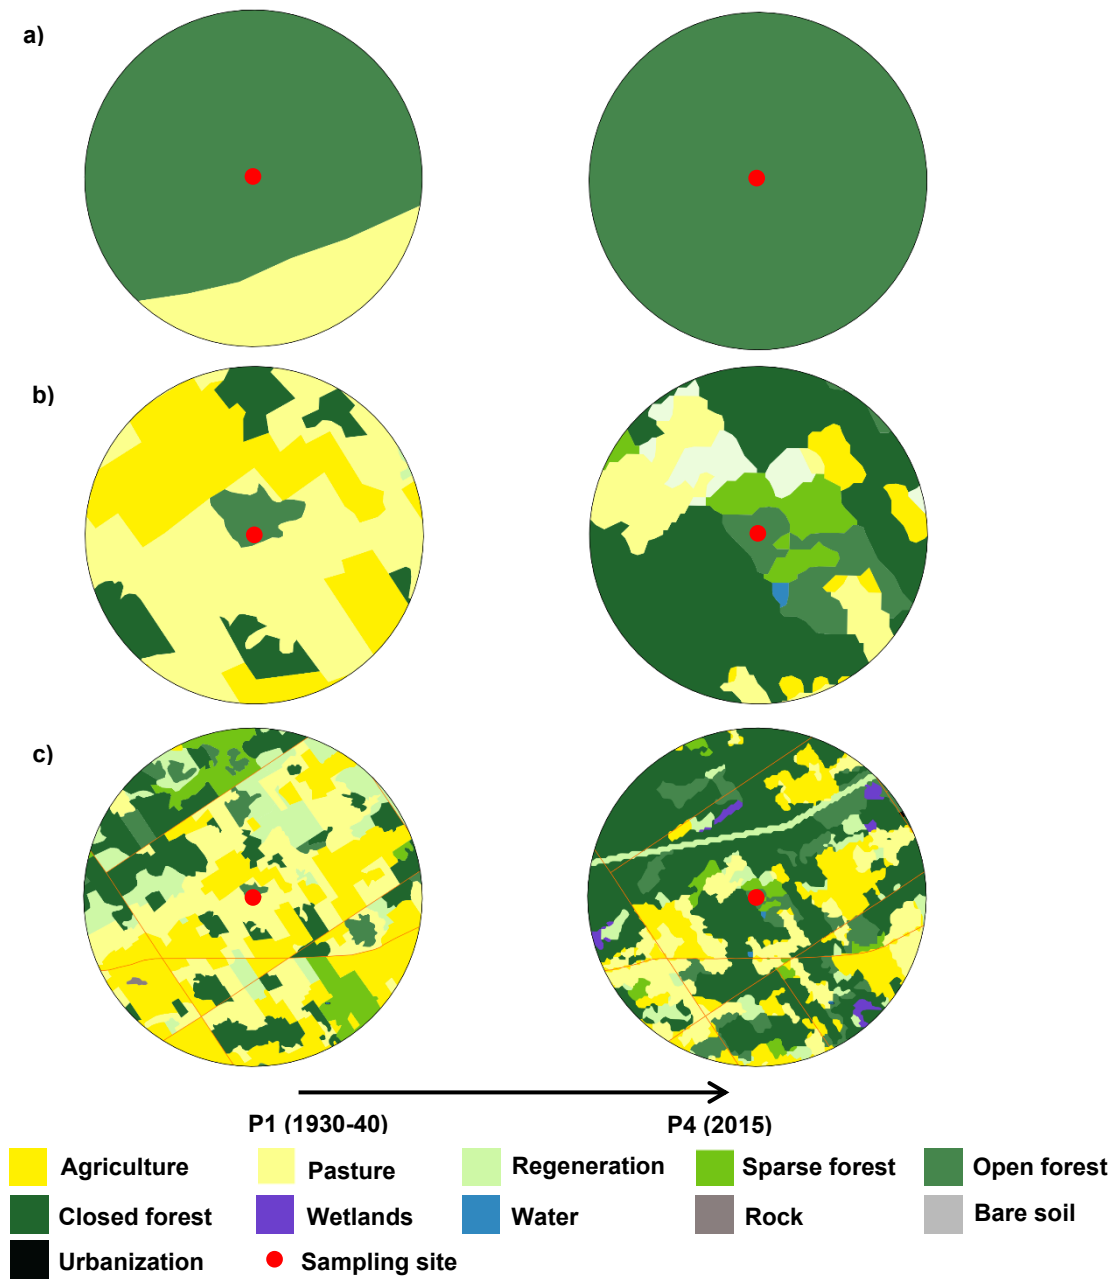 a)
b)
c)
P1 (1930-40)
P4 (2015)
Agriculture
Pasture
Regeneration
Sparse forest
Open forest
Closed forest
Wetlands
Water
Rock
Bare soil
Urbanization
Sampling site